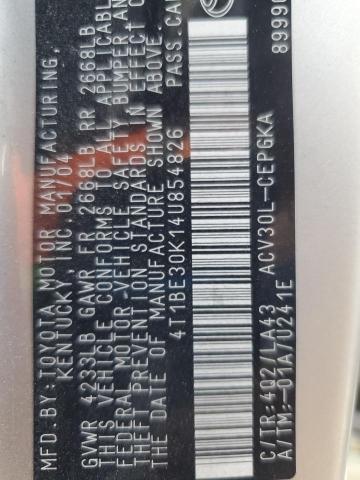 MFD.BY:TOYOTA MOTOR MANUFACTURING,
KENTUCKY, INC 01/04
GVWR 4233LB GAWR FR 2668LB RR 2668LB
THIS VEHICLE CONFORMS TO ALL APPLICABLE
FEDERAL MOTOR VEHICLE SAFETY BUMPER AN
THEFT PREVENTION STANDARDS IN EFFECT O
THE DATE OF MANUFACTURE SHOWN ABOVE.
4T1BE30K14U854826 PASS.CAR
C/TR:4Q2/LA43 ACV30L-CEPGKA
A/TM:-01A/U241E 89990